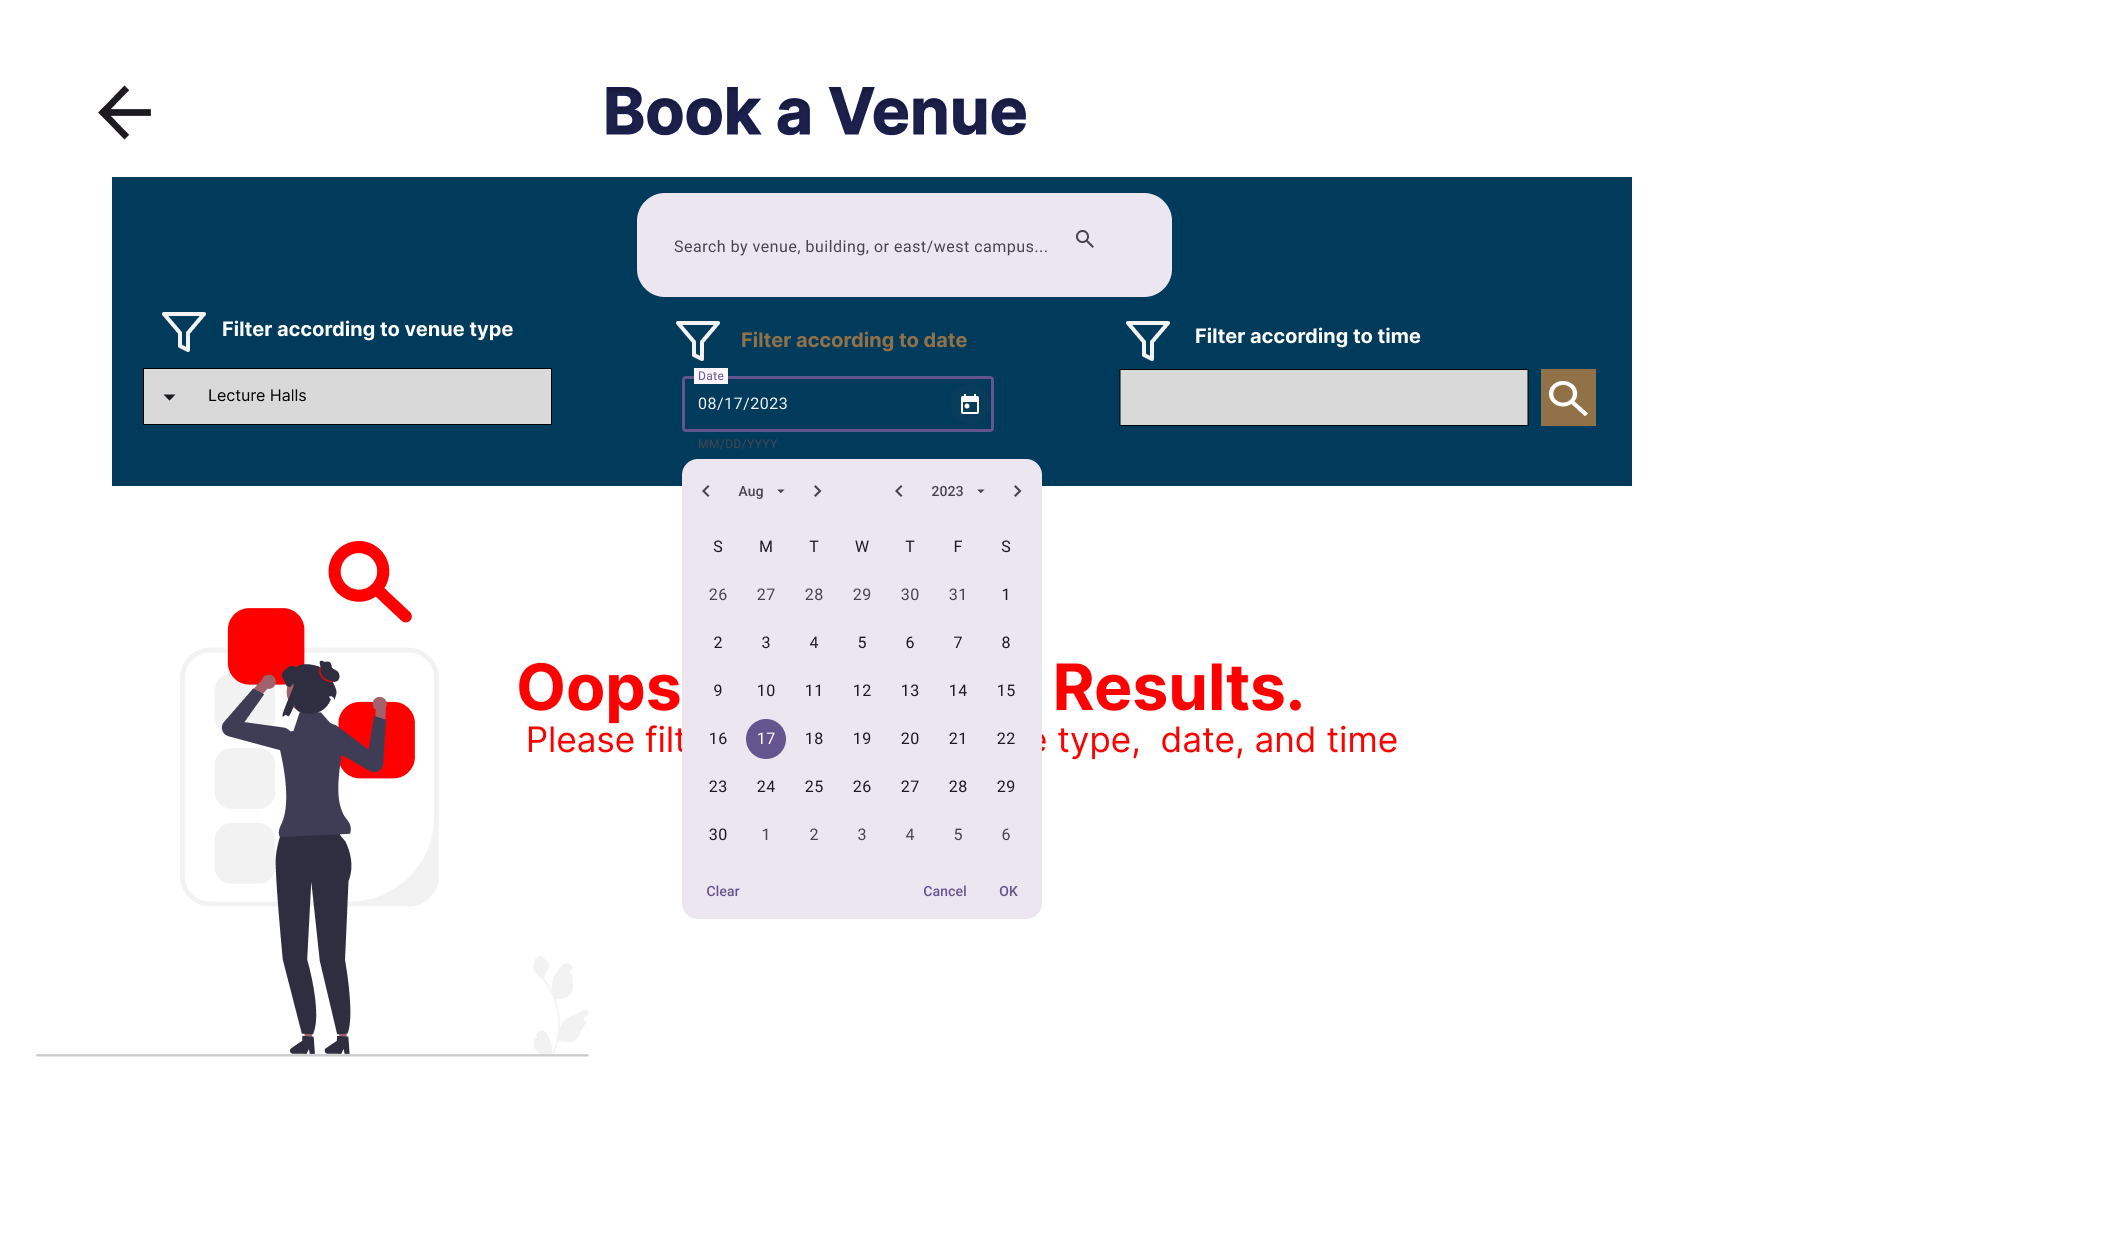 Book a Venue
Search by venue, building, or east/west campus...
Filter according to venue type
Filter according to date
Filter according to time
Lecture Halls
Date
08/17/2023
MM/DD/YYYY
Aug 2023
S M T W T F S
26 27 28 29 30 31 1
2 3 4 5 6 7 8
9 10 11 12 13 14 15
16 17 18 19 20 21 22
23 24 25 26 27 28 29
30 1 2 3 4 5 6
Clear Cancel OK
Oops Results.
Please filt type, date, and time